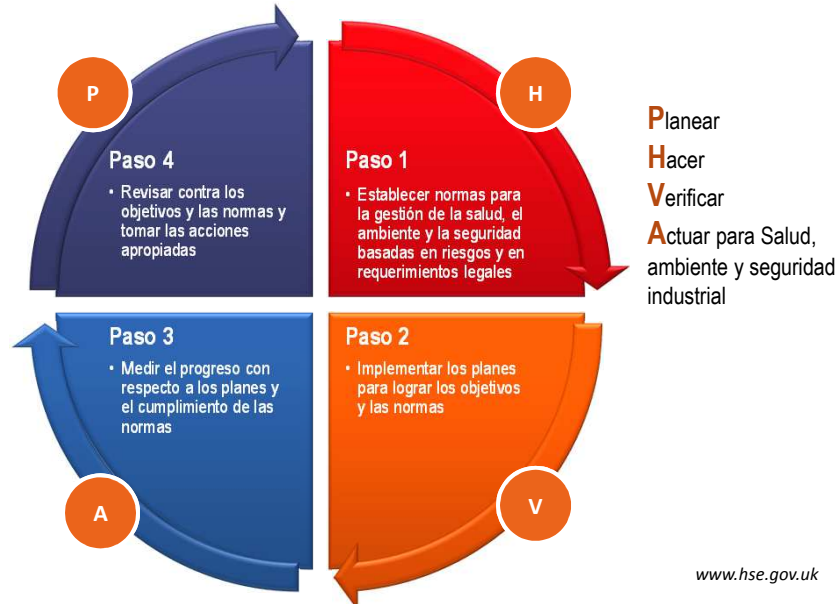 P
Paso 4
• Revisar contra los
objetivos y las normas y
tomar las acciones
apropiadas
H
Paso 1
• Establecer normas para
la gestión de la salud, el
ambiente y la seguridad
basadas en riesgos y en
requerimientos legales
Paso 3
• Medir el progreso con
respecto a los planes y
el cumplimiento de las
normas
A
Paso 2
• Implementar los planes
para lograr los objetivos
y las normas
V
Planear
Hacer
Verificar
Actuar para Salud,
ambiente y seguridad
industrial
www.hse.gov.uk